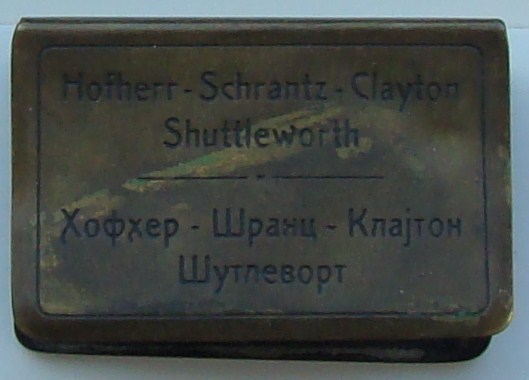 Hofherr - Schrantz - Clayton
Shuttleworth
Хофхер - Шранц - Клајтон
Шутлеворт